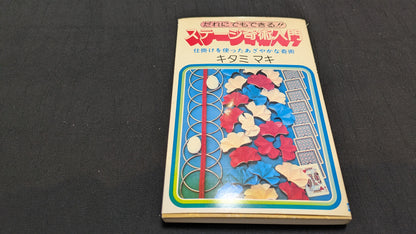 だれにでもできる!!
ステージ奇術入門
仕掛けを使ったあざやかな奇術
キタミ マキ